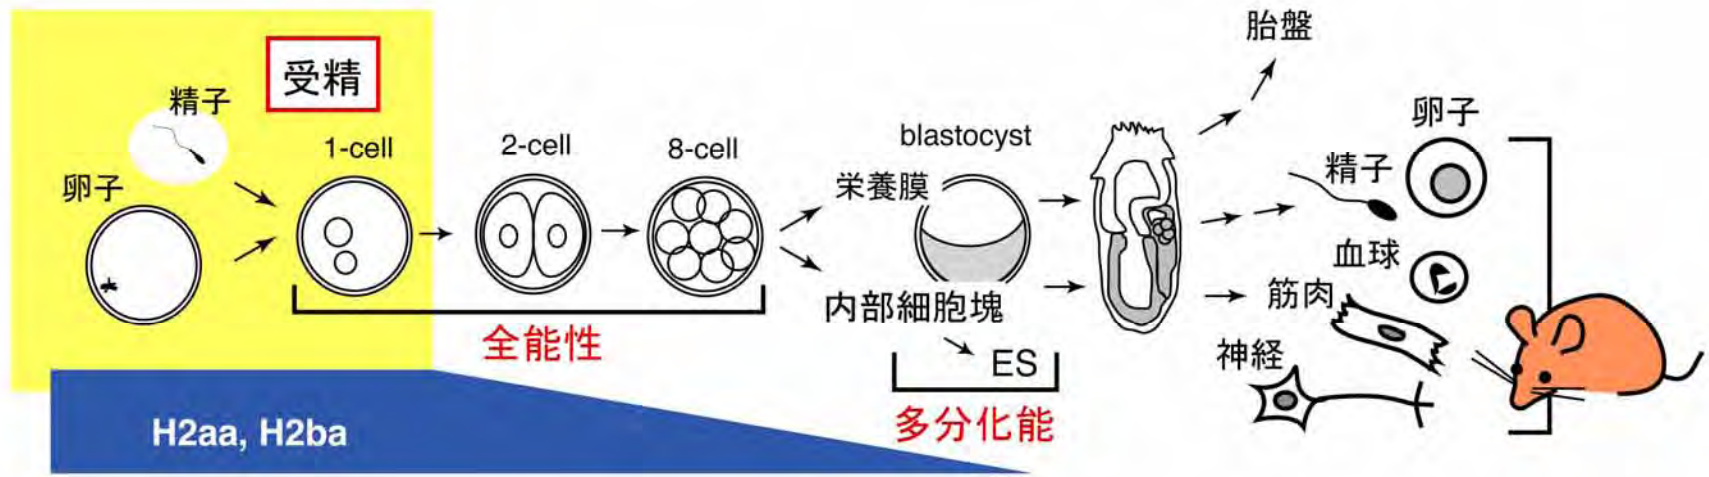 受精
精子
卵子
1-cell
2-cell
8-cell
全能性
blastocyst
栄養膜
内部細胞塊
ES
多分化能
胎盤
卵子
精子
血球
筋肉
神経
H2aa, H2ba